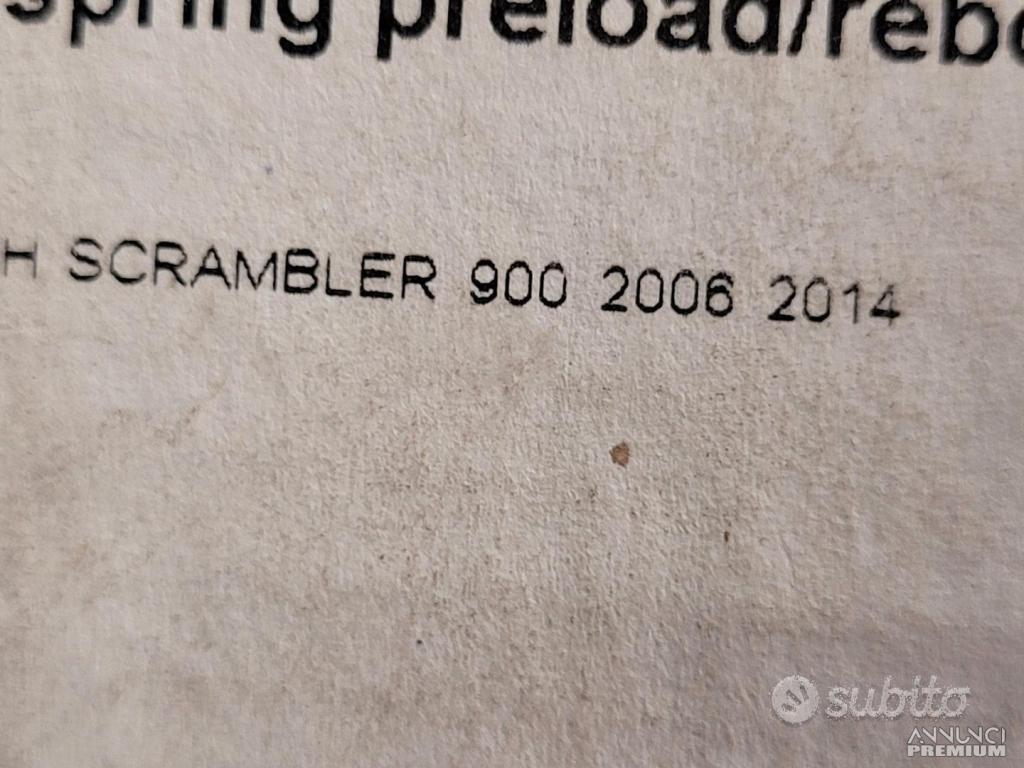 spring preload/rebo
H SCRAMBLER 900 2006 2014
subito
ANNUNCI
PREMIUM